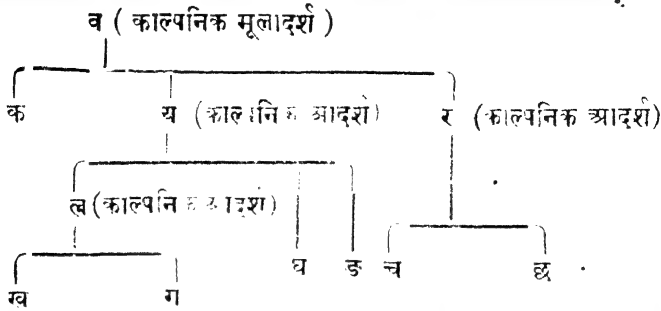 व ( काल्पनिक मूलादर्श )
क य (काल्पनिक आदर्श) र (काल्पनिक आदर्श)
ल (काल्पनिक आदर्श)
घ ङ च छ
ख ग